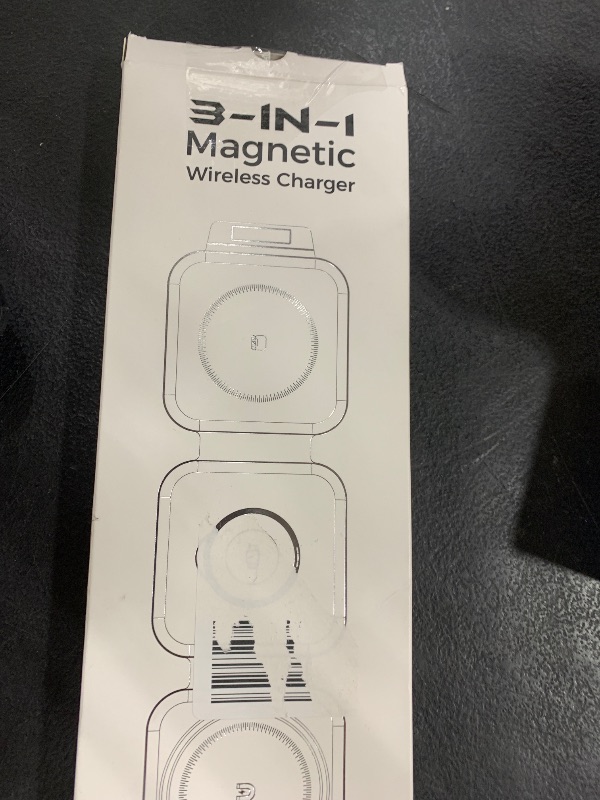 3-IN-1
Magnetic
Wireless Charger